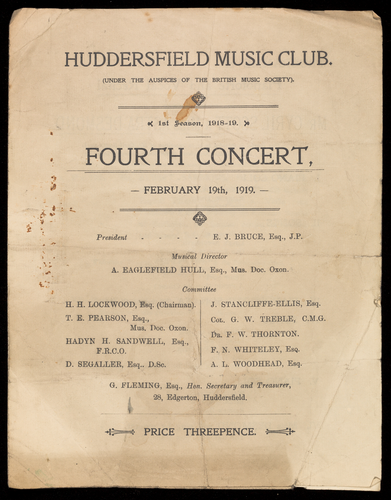 HUDDERSFIELD MUSIC CLUB.
(UNDER THE AUSPICES OF THE BRITISH MUSIC SOCIETY).
1st Season, 1918-19.
FOURTH CONCERT,
— FEBRUARY 19th, 1919. —
President - - - - E. J. BRUCE, Esq., J.P.
Musical Director
A. EAGLEFIELD HULL, Esq., Mus. Doc. Oxon.
Committee
H. H. LOCKWOOD, Esq. (Chairman). J. STANCLIFFE-ELLIS, Esq.
T. E. PEARSON, Esq., Col. G. W. TREBLE, C.M.G.
Mus. Doc. Oxon. Dr. F. W. THORNTON.
HADYN H. SANDWELL, Esq., F. N. WHITELEY, Esq.
F.R.C.O.
D. SEGALLER, Esq., D.Sc. A. L. WOODHEAD, Esq.
G. FLEMING, Esq., Hon. Secretary and Treasurer,
28, Edgerton, Huddersfield.
PRICE THREEPENCE.